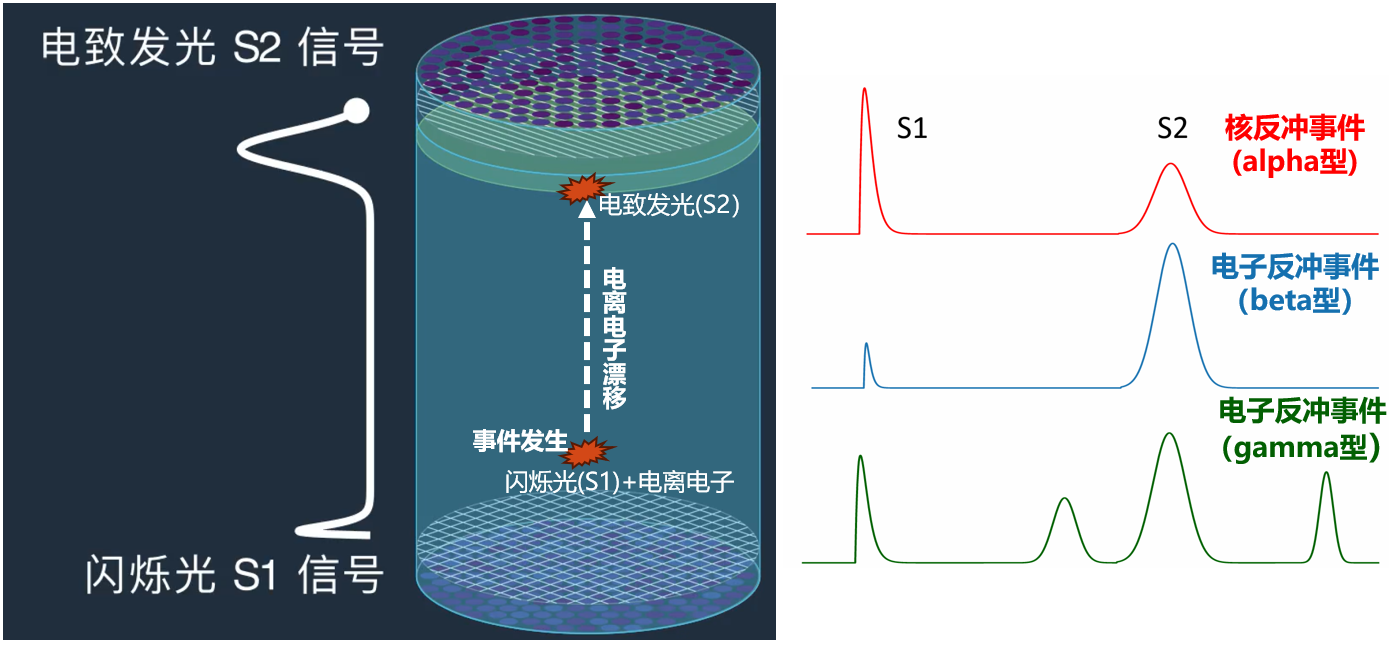 电致发光 S2 信号
电致发光(S2)
电离电子漂移
事件发生
闪烁光(S1)+电离电子
闪烁光 S1 信号
S1
S2
核反冲事件
(alpha型)
电子反冲事件
(beta型)
电子反冲事件
(gamma型)